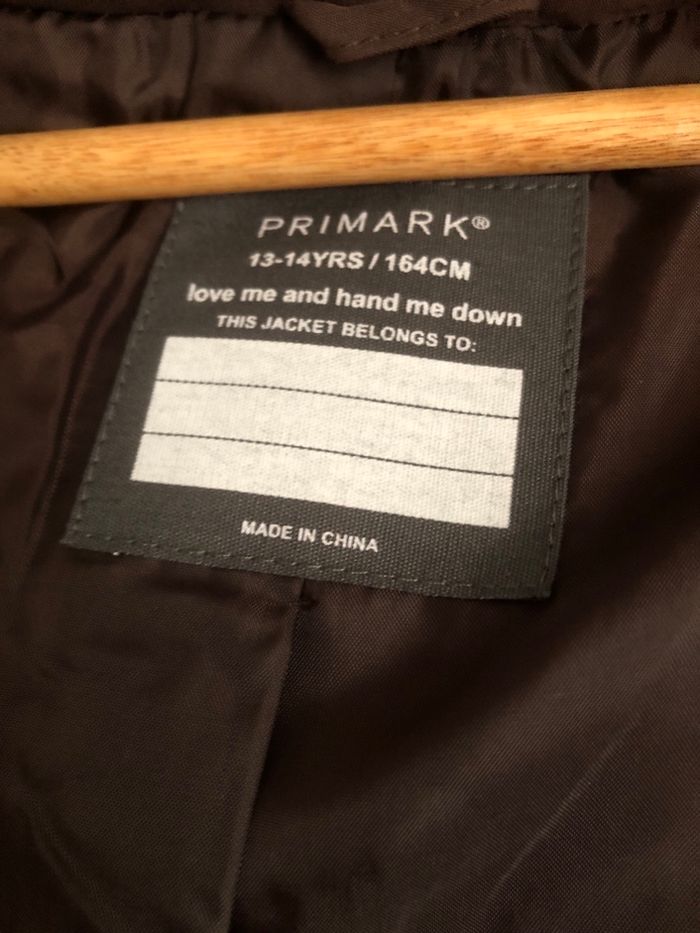 PRIMARK®
13-14YRS / 164CM
love me and hand me down
THIS JACKET BELONGS TO:
MADE IN CHINA